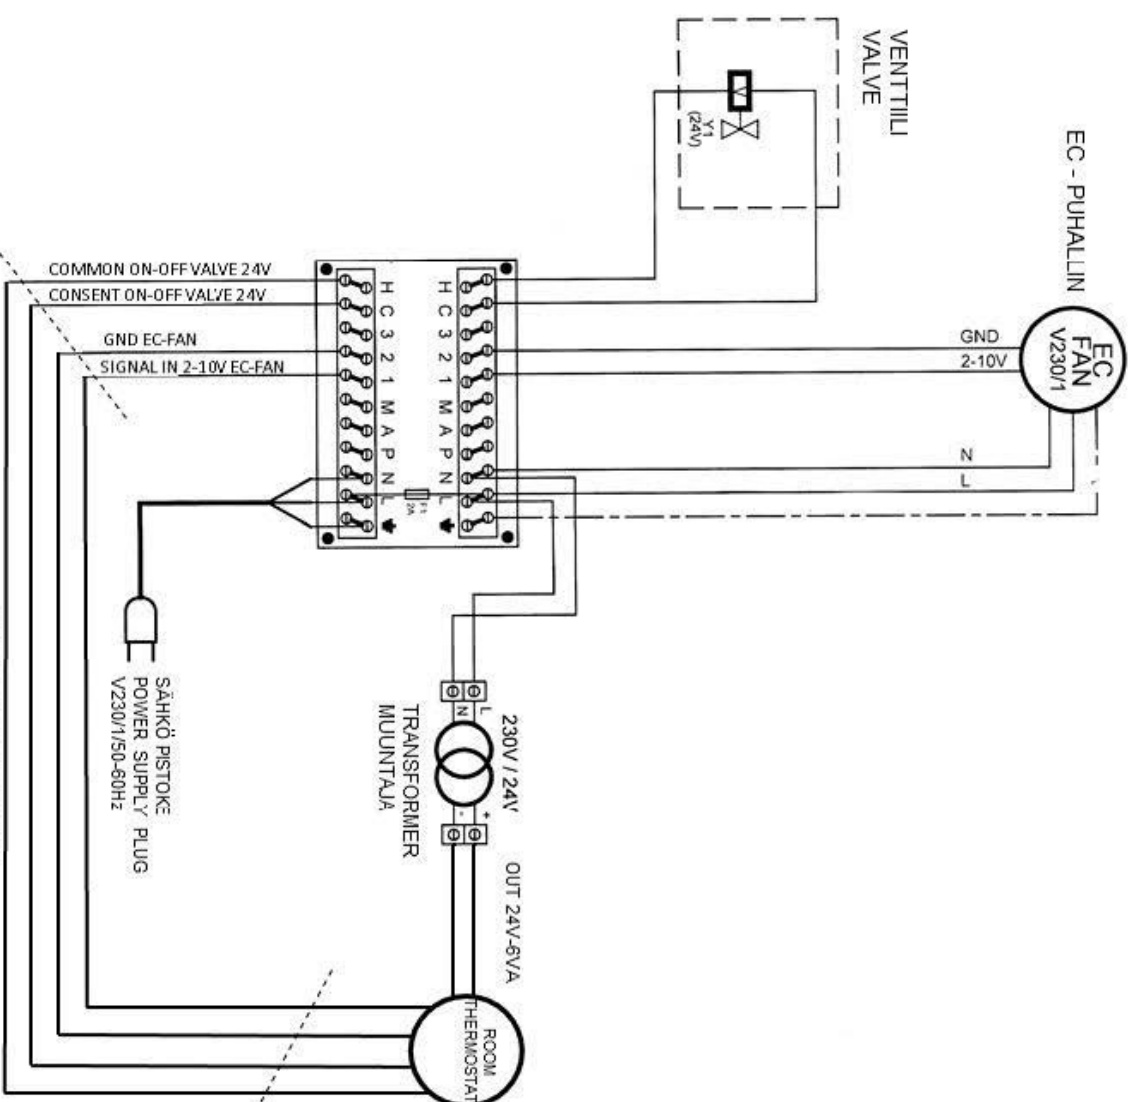 VENTTIILI
VALVE
Y1
(24V)
EC - PUHALLIN
EC
FAN
V230/1
GND
2-10V
N
L
COMMON ON-OFF VALVE 24V
CONSENT ON-OFF VALVE 24V
GND EC-FAN
SIGNAL IN 2-10V EC-FAN
H H
C C
3 3
2 2
1 1
M M
A A
P P
N N
L L
F1
2A
SÄHKÖ PISTOKE
POWER SUPPLY PLUG
V230/1/50-60Hz
230V / 24V
L
N
TRANSFORMER
MUUNTAJA
+
-
OUT 24V-6VA
ROOM
THERMOSTAT